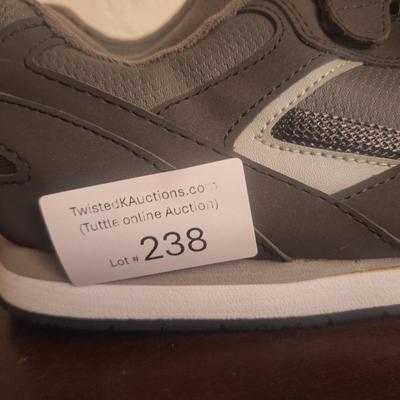 TwistedKAuctions.com
(Tuttle online Auction)
Lot # 238